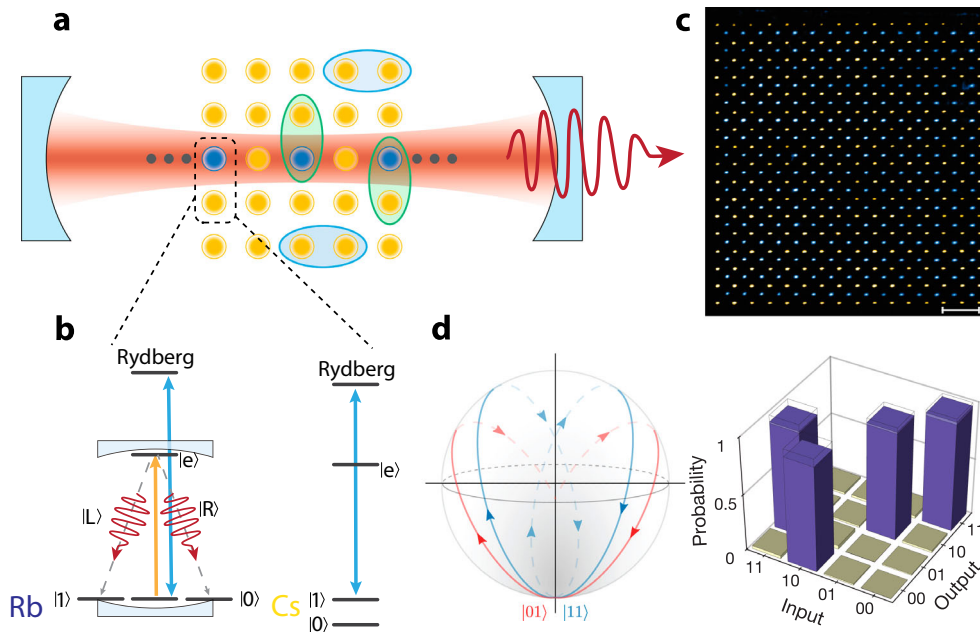 a
c
b
Rydberg
|e⟩
|L⟩
|R⟩
|1⟩
|0⟩
Rb
Rydberg
|e⟩
|1⟩
|0⟩
Cs
d
|01⟩
|11⟩
Probability
1
0.5
0
11
10
01
00
Input
00
01
10
11
Output